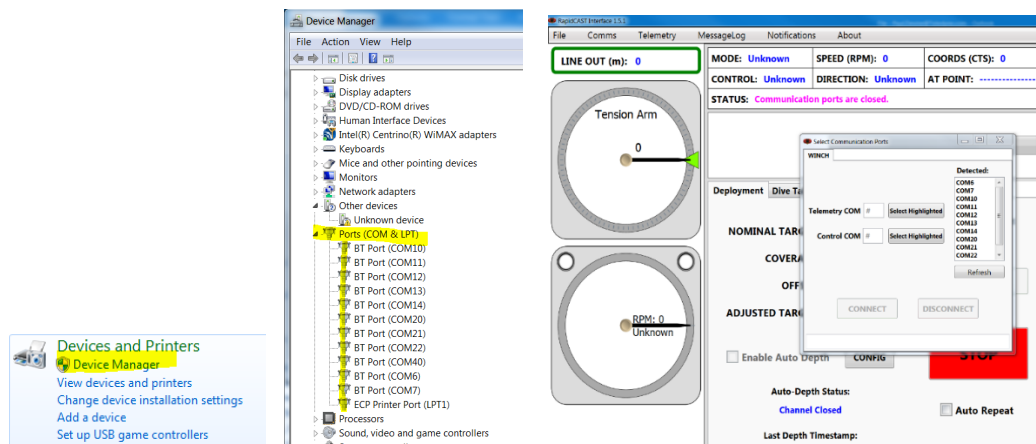 Devices and Printers
Device Manager
View devices and printers
Change device installation settings
Add a device
Set up USB game controllers
Device Manager
File Action View Help
Disk drives
Display adapters
DVD/CD-ROM drives
Human Interface Devices
Intel(R) Centrino(R) WiMAX adapters
Keyboards
Mice and other pointing devices
Monitors
Network adapters
Other devices
Unknown device
Ports (COM & LPT)
BT Port (COM10)
BT Port (COM11)
BT Port (COM12)
BT Port (COM13)
BT Port (COM14)
BT Port (COM20)
BT Port (COM21)
BT Port (COM22)
BT Port (COM40)
BT Port (COM6)
BT Port (COM7)
ECP Printer Port (LPT1)
Processors
Sound, video and game controllers
RapidCAST Interface 1.5.1
File Comms Telemetry MessageLog Notifications About
LINE OUT (m): 0
MODE: Unknown SPEED (RPM): 0 COORDS (CTS): 0
CONTROL: Unknown DIRECTION: Unknown AT POINT: --------------
STATUS: Communication ports are closed.
Tension Arm
0
RPM: 0
Unknown
Select Communication Ports
WINCH
Detected:
COM6
COM7
COM10
COM11
COM12
COM13
COM14
COM20
COM21
COM22
Telemetry COM # Select Highlighted
Control COM # Select Highlighted
Refresh
CONNECT DISCONNECT
Deployment Dive Ta
NOMINAL TARG
COVERA
OFF
ADJUSTED TARG
Enable Auto Depth CONFIG
STOP
Auto-Depth Status:
Channel Closed
Auto Repeat
Last Depth Timestamp: